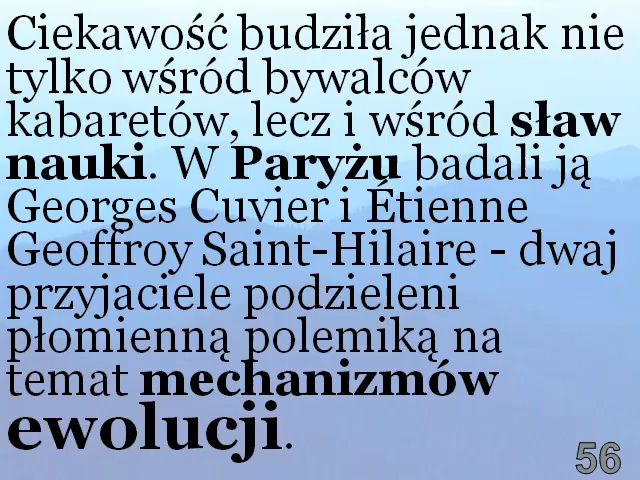 Ciekawość budziła jednak nie
tylko wśród bywalców
kabaretów, lecz i wśród sław
nauki. W Paryżu badali ją
Georges Cuvier i Étienne
Geoffroy Saint-Hilaire - dwaj
przyjaciele podzieleni
płomienną polemiką na
temat mechanizmów
ewolucji.
56